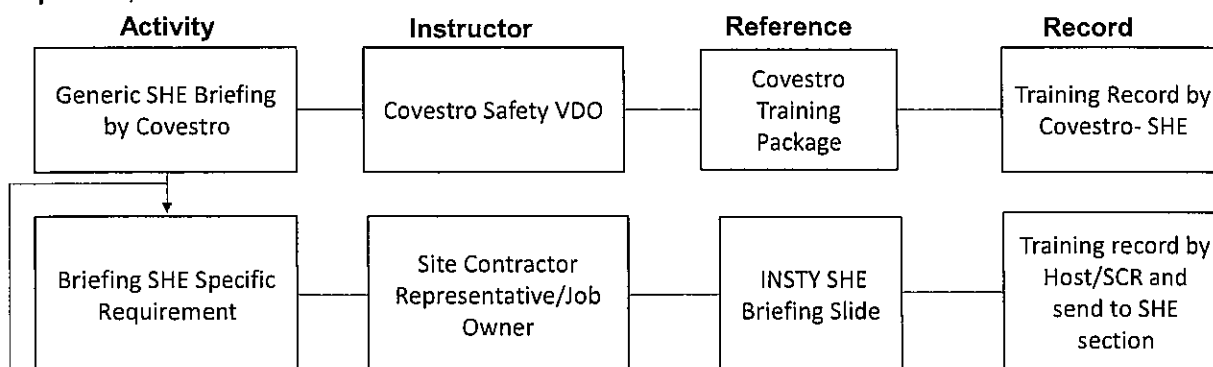 Activity
Instructor
Reference
Record
Generic SHE Briefing
by Covestro
Covestro Safety VDO
Covestro
Training
Package
Training Record by
Covestro- SHE
Briefing SHE Specific
Requirement
Site Contractor
Representative/Job
Owner
INSTY SHE
Briefing Slide
Training record by
Host/SCR and
send to SHE
section